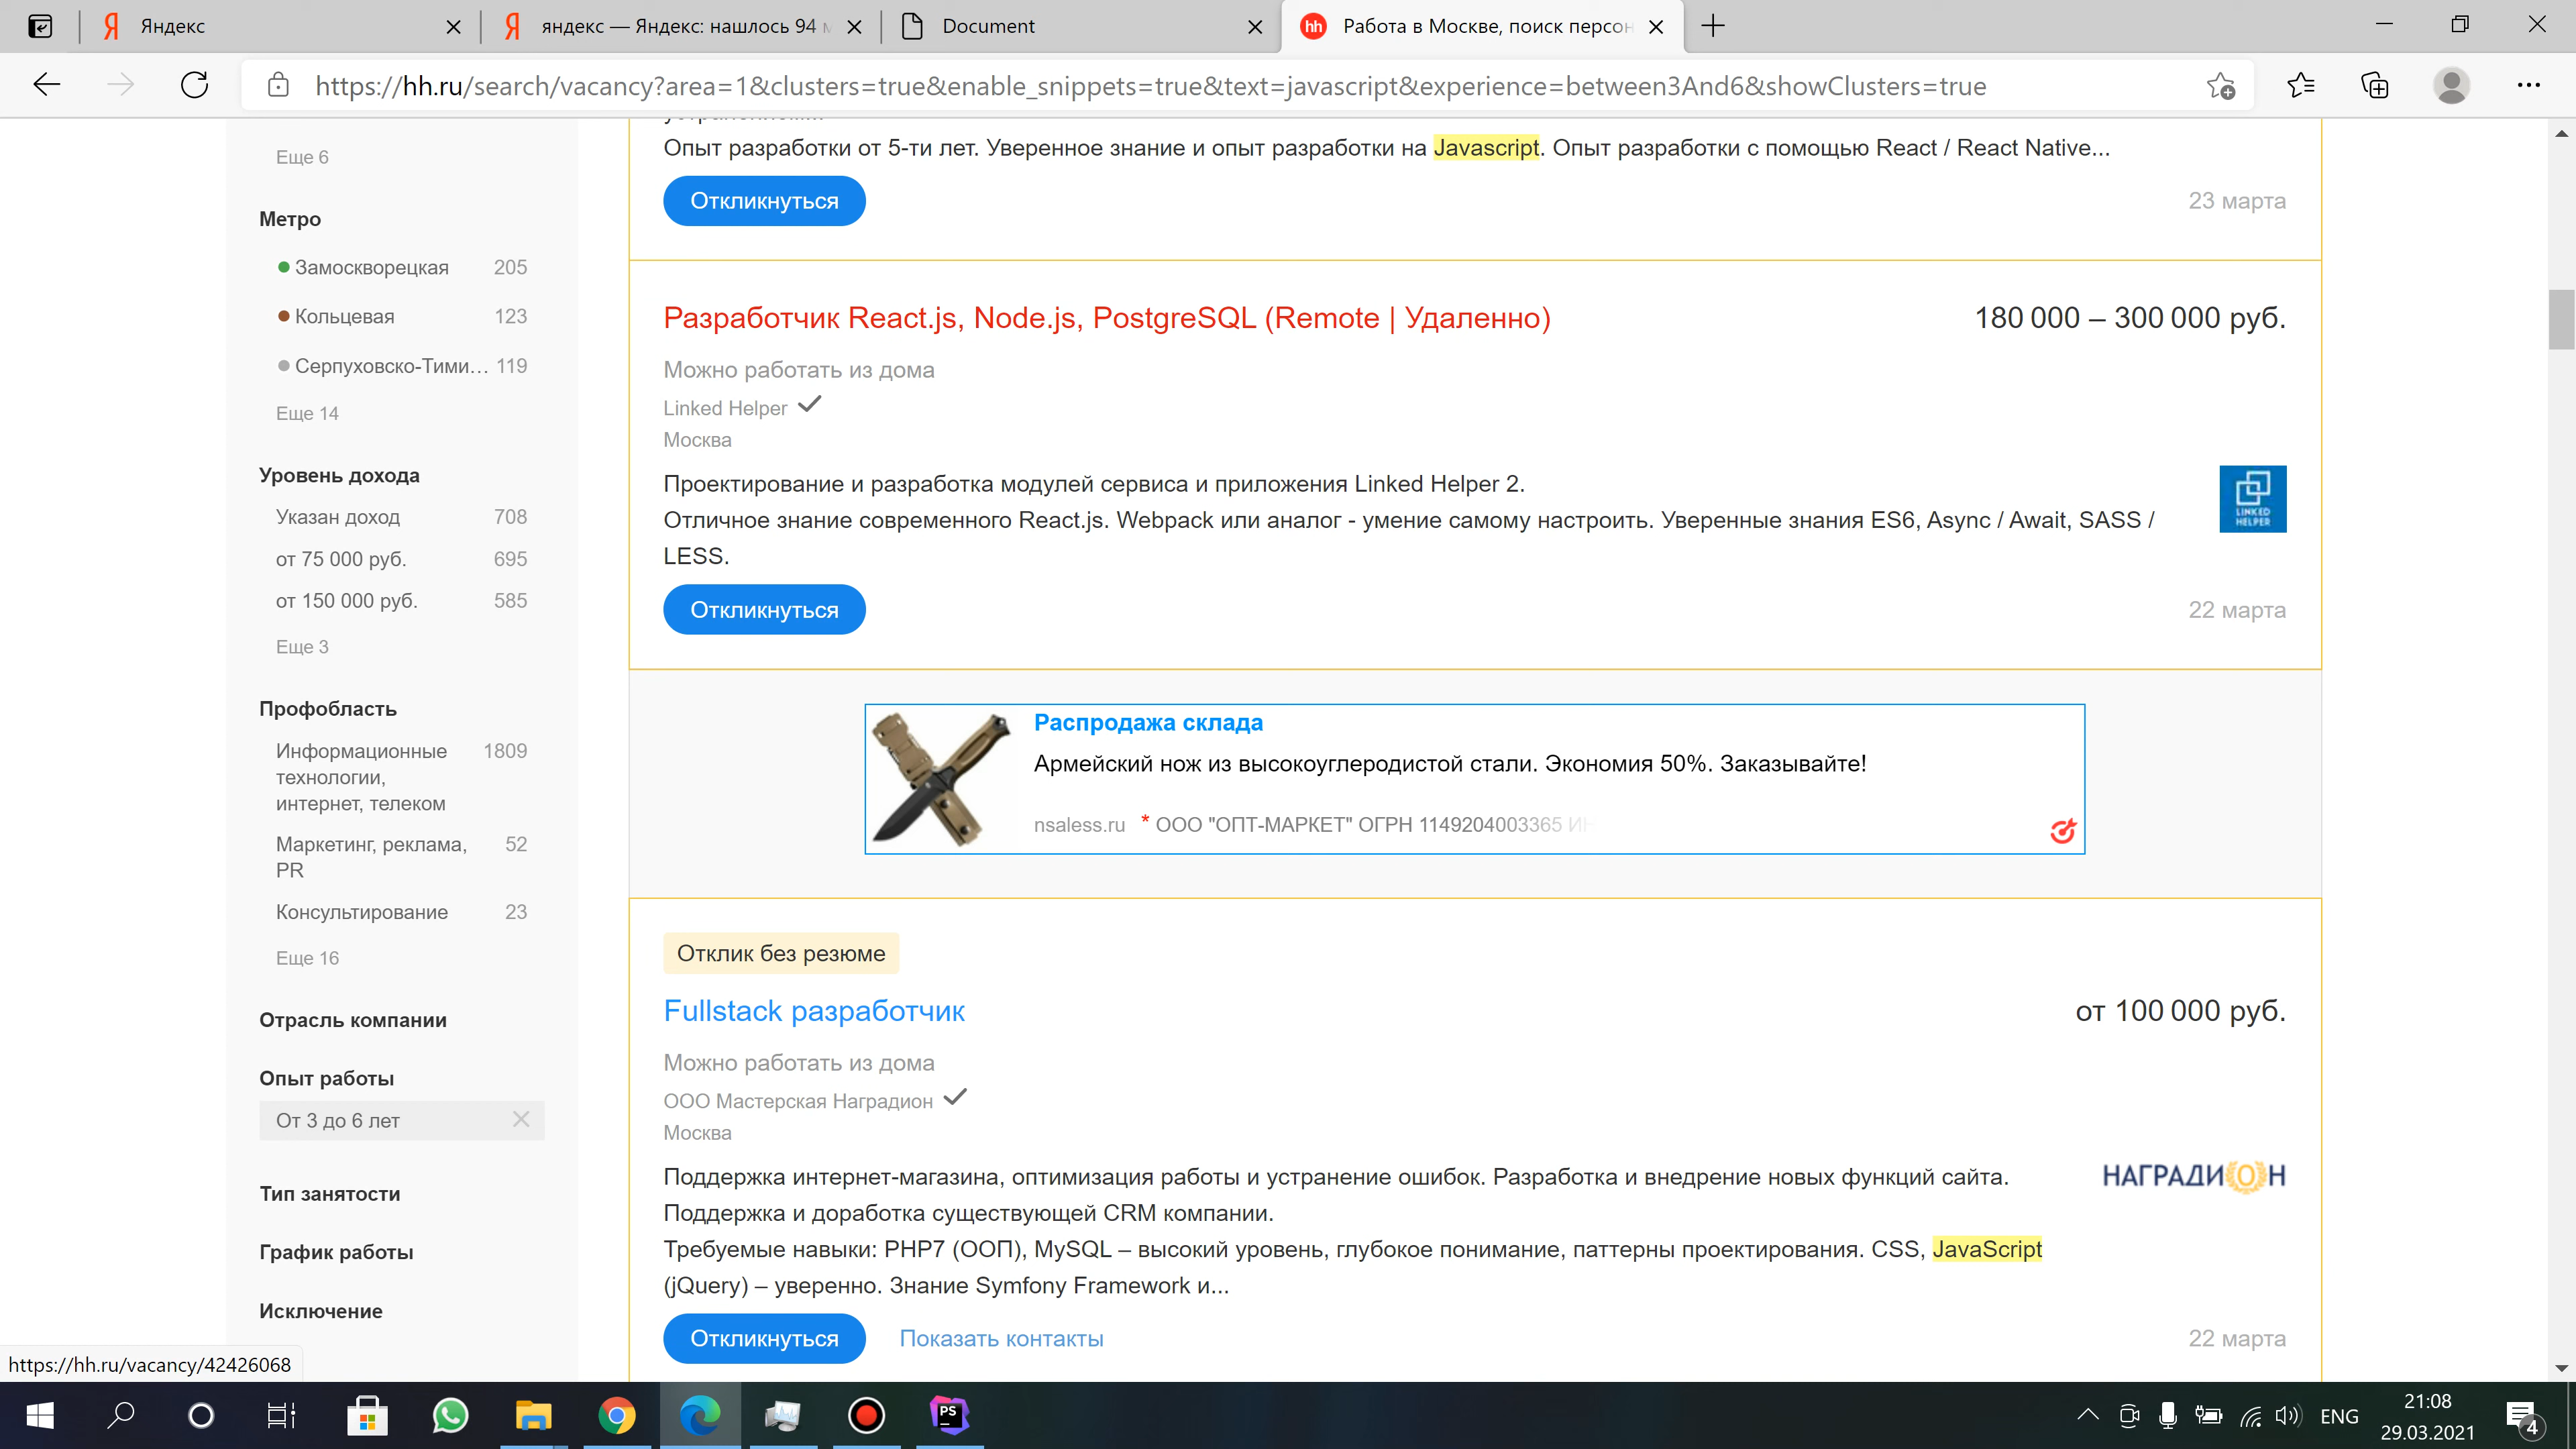 Яндекс
яндекс — Яндекс: нашлось 94
Document
Работа в Москве, поиск персон
https://hh.ru/search/vacancy?area=1&clusters=true&enable_snippets=true&text=javascript&experience=between3And6&showClusters=true
Еще 6
Метро
Замоскворецкая 205
Кольцевая 123
Серпуховско-Тими... 119
Еще 14
Уровень дохода
Указан доход 708
от 75 000 руб. 695
от 150 000 руб. 585
Еще 3
Профобласть
Информационные 1809
технологии,
интернет, телеком
Маркетинг, реклама, 52
PR
Консультирование 23
Еще 16
Отрасль компании
Опыт работы
От 3 до 6 лет
Тип занятости
График работы
Исключение
Опыт разработки от 5-ти лет. Уверенное знание и опыт разработки на Javascript. Опыт разработки с помощью React / React Native...
Откликнуться
23 марта
Разработчик React.js, Node.js, PostgreSQL (Remote | Удаленно)
180 000 – 300 000 руб.
Можно работать из дома
Linked Helper
Москва
Проектирование и разработка модулей сервиса и приложения Linked Helper 2.
Отличное знание современного React.js. Webpack или аналог - умение самому настроить. Уверенные знания ES6, Async / Await, SASS /
LESS.
LINKED
HELPER
Откликнуться
22 марта
Распродажа склада
Армейский нож из высокоуглеродистой стали. Экономия 50%. Заказывайте!
nsaless.ru * ООО "ОПТ-МАРКЕТ" ОГРН 1149204003365
Отклик без резюме
Fullstack разработчик
от 100 000 руб.
Можно работать из дома
ООО Мастерская Наградион
Москва
Поддержка интернет-магазина, оптимизация работы и устранение ошибок. Разработка и внедрение новых функций сайта.
Поддержка и доработка существующей CRM компании.
Требуемые навыки: PHP7 (ООП), MySQL – высокий уровень, глубокое понимание, паттерны проектирования. CSS, JavaScript
(jQuery) – уверенно. Знание Symfony Framework и...
НАГРАДИОН
Откликнуться
Показать контакты
22 марта
https://hh.ru/vacancy/42426068
PS
ENG
21:08
29.03.2021
4